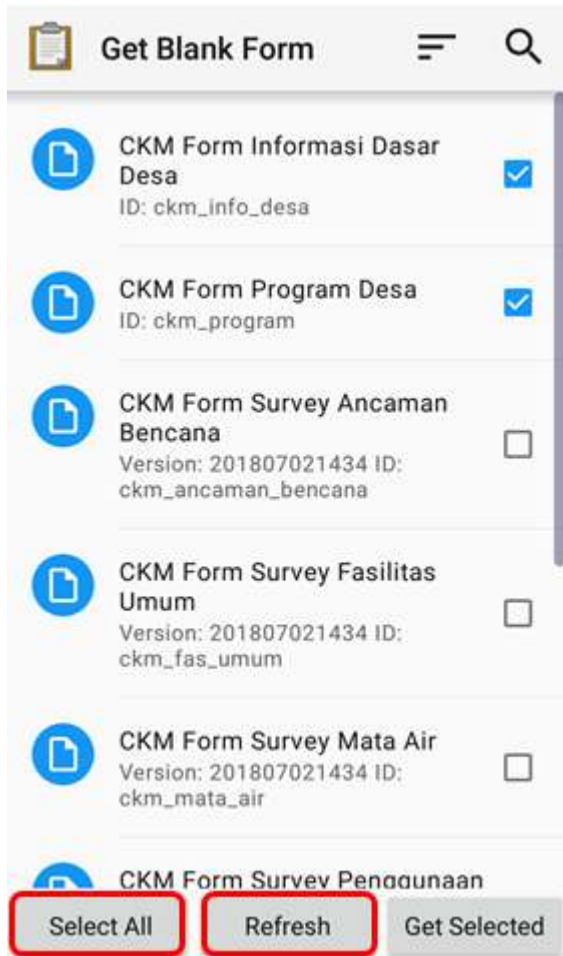 Get Blank Form
CKM Form Informasi Dasar
Desa
ID: ckm_info_desa
CKM Form Program Desa
ID: ckm_program
CKM Form Survey Ancaman
Bencana
Version: 201807021434 ID:
ckm_ancaman_bencana
CKM Form Survey Fasilitas
Umum
Version: 201807021434 ID:
ckm_fas_umum
CKM Form Survey Mata Air
Version: 201807021434 ID:
ckm_mata_air
CKM Form Survey Penggunaan
Select All Refresh Get Selected